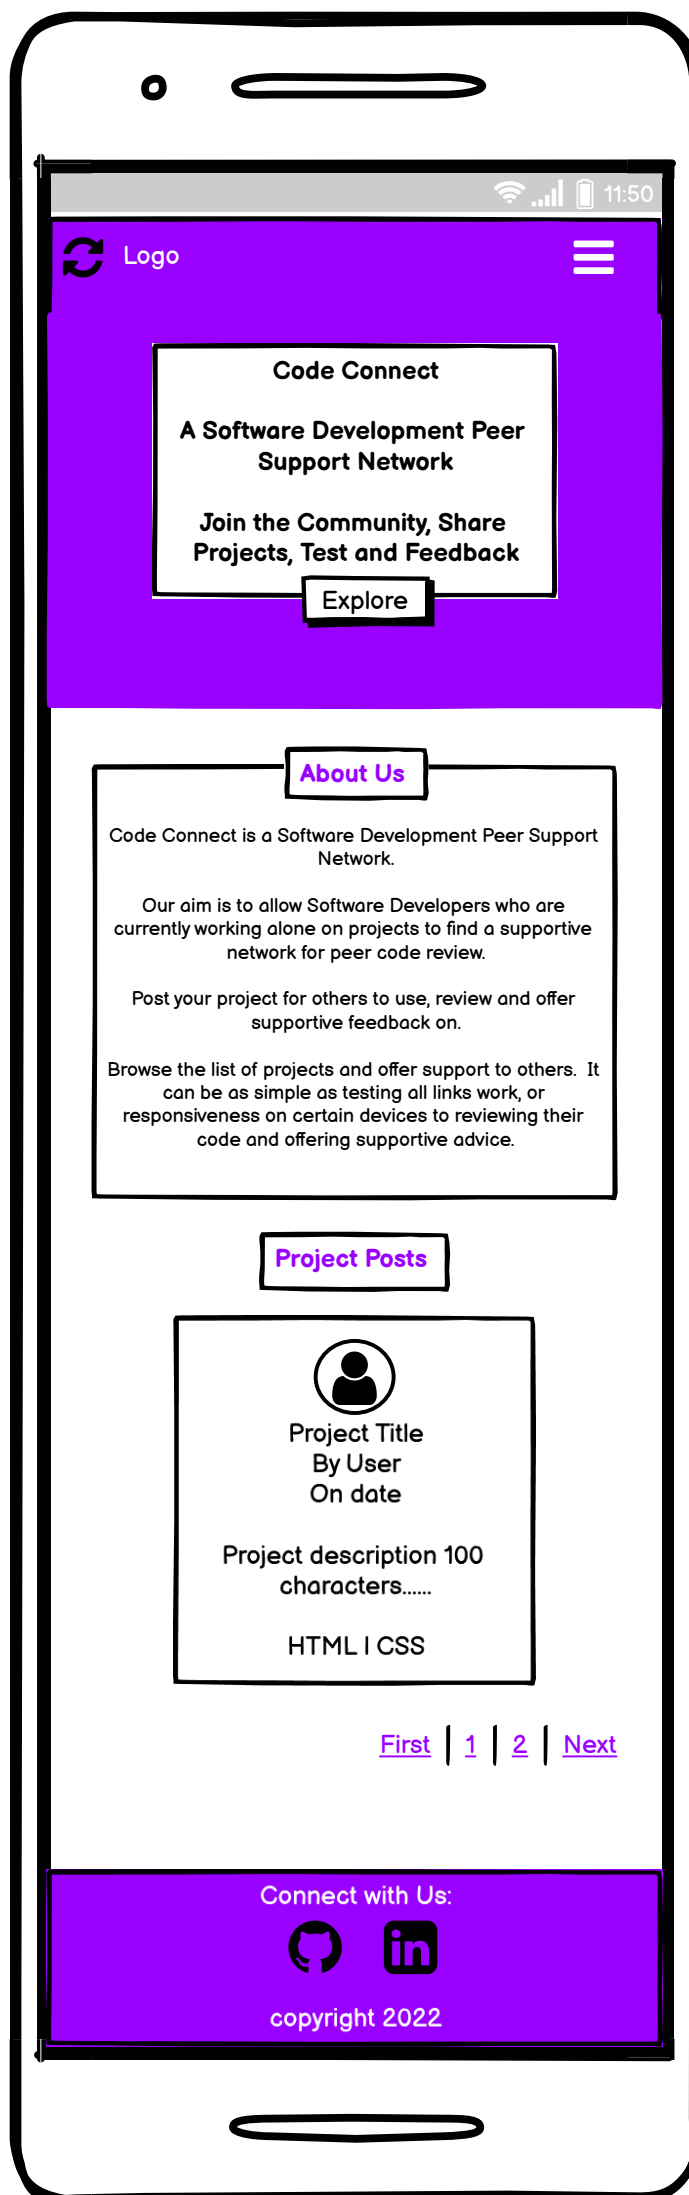 11:50
Logo
Code Connect
A Software Development Peer
Support Network
Join the Community, Share
Projects, Test and Feedback
Explore
About Us
Code Connect is a Software Development Peer Support
Network.
Our aim is to allow Software Developers who are
currently working alone on projects to find a supportive
network for peer code review.
Post your project for others to use, review and offer
supportive feedback on.
Browse the list of projects and offer support to others.  It
can be as simple as testing all links work, or
responsiveness on certain devices to reviewing their
code and offering supportive advice.
Project Posts
Project Title
By User
On date
Project description 100
characters......
HTML | CSS
First | 1 | 2 | Next
Connect with Us:
in
copyright 2022